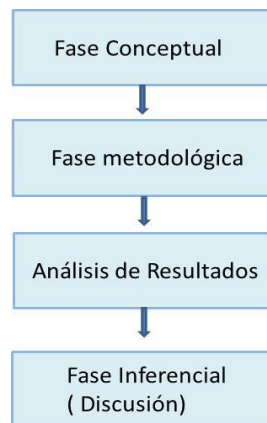 Fase Conceptual
Fase metodológica
Análisis de Resultados
Fase Inferencial
( Discusión)